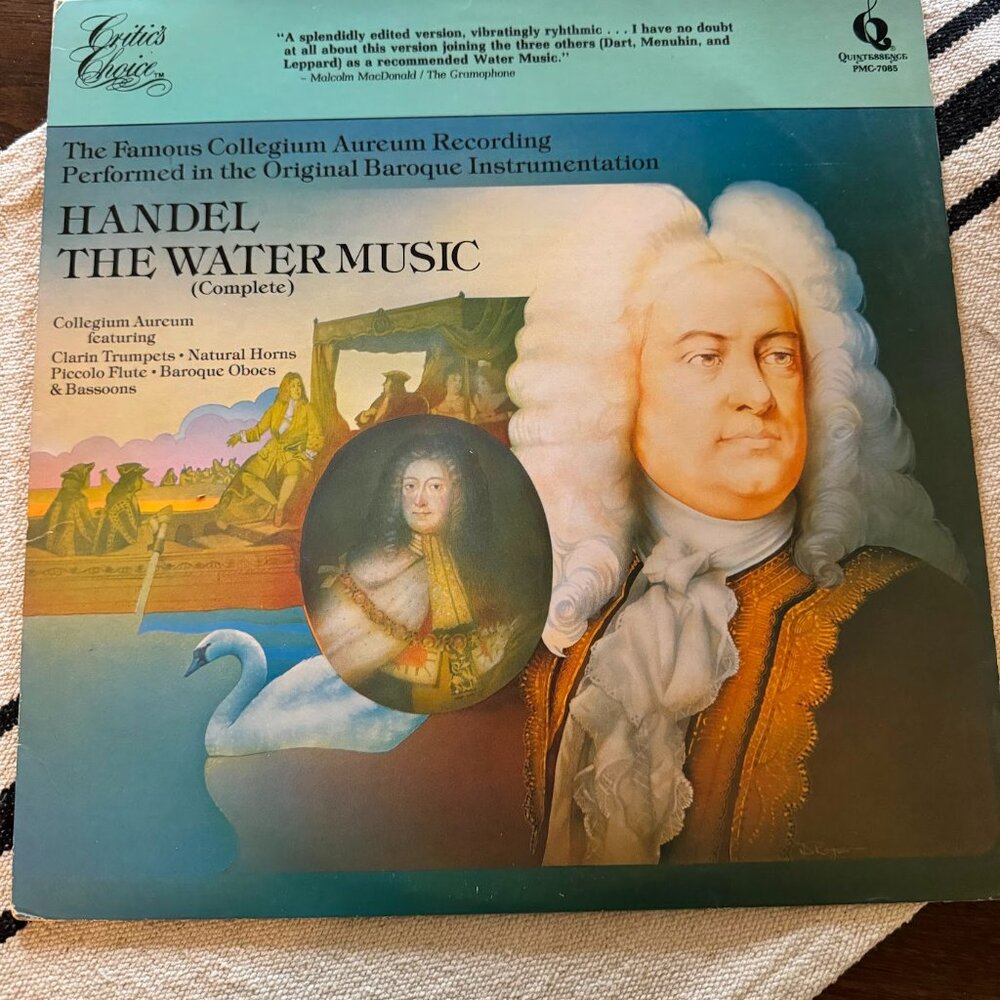 Critic's
Choice™
"A splendidly edited version, vibratingly ryhthmic . . . I have no doubt
at all about this version joining the three others (Dart, Menuhin, and
Leppard) as a recommended Water Music."
– Malcolm MacDonald / The Gramophone
QUINTESSENCE
PMC-7085
The Famous Collegium Aureum Recording
Performed in the Original Baroque Instrumentation
HANDEL
THE WATER MUSIC
(Complete)
Collegium Aureum
featuring
Clarin Trumpets • Natural Horns
Piccolo Flute • Baroque Oboes
& Bassoons